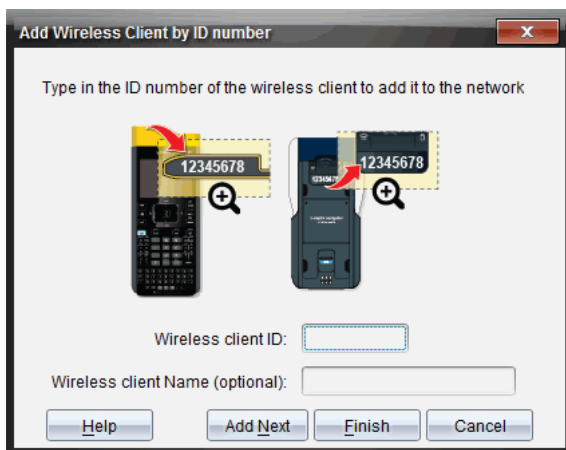 Add Wireless Client by ID number
Type in the ID number of the wireless client to add it to the network
12345678
12345678
Wireless client ID:
Wireless client Name (optional):
Help Add Next Finish Cancel